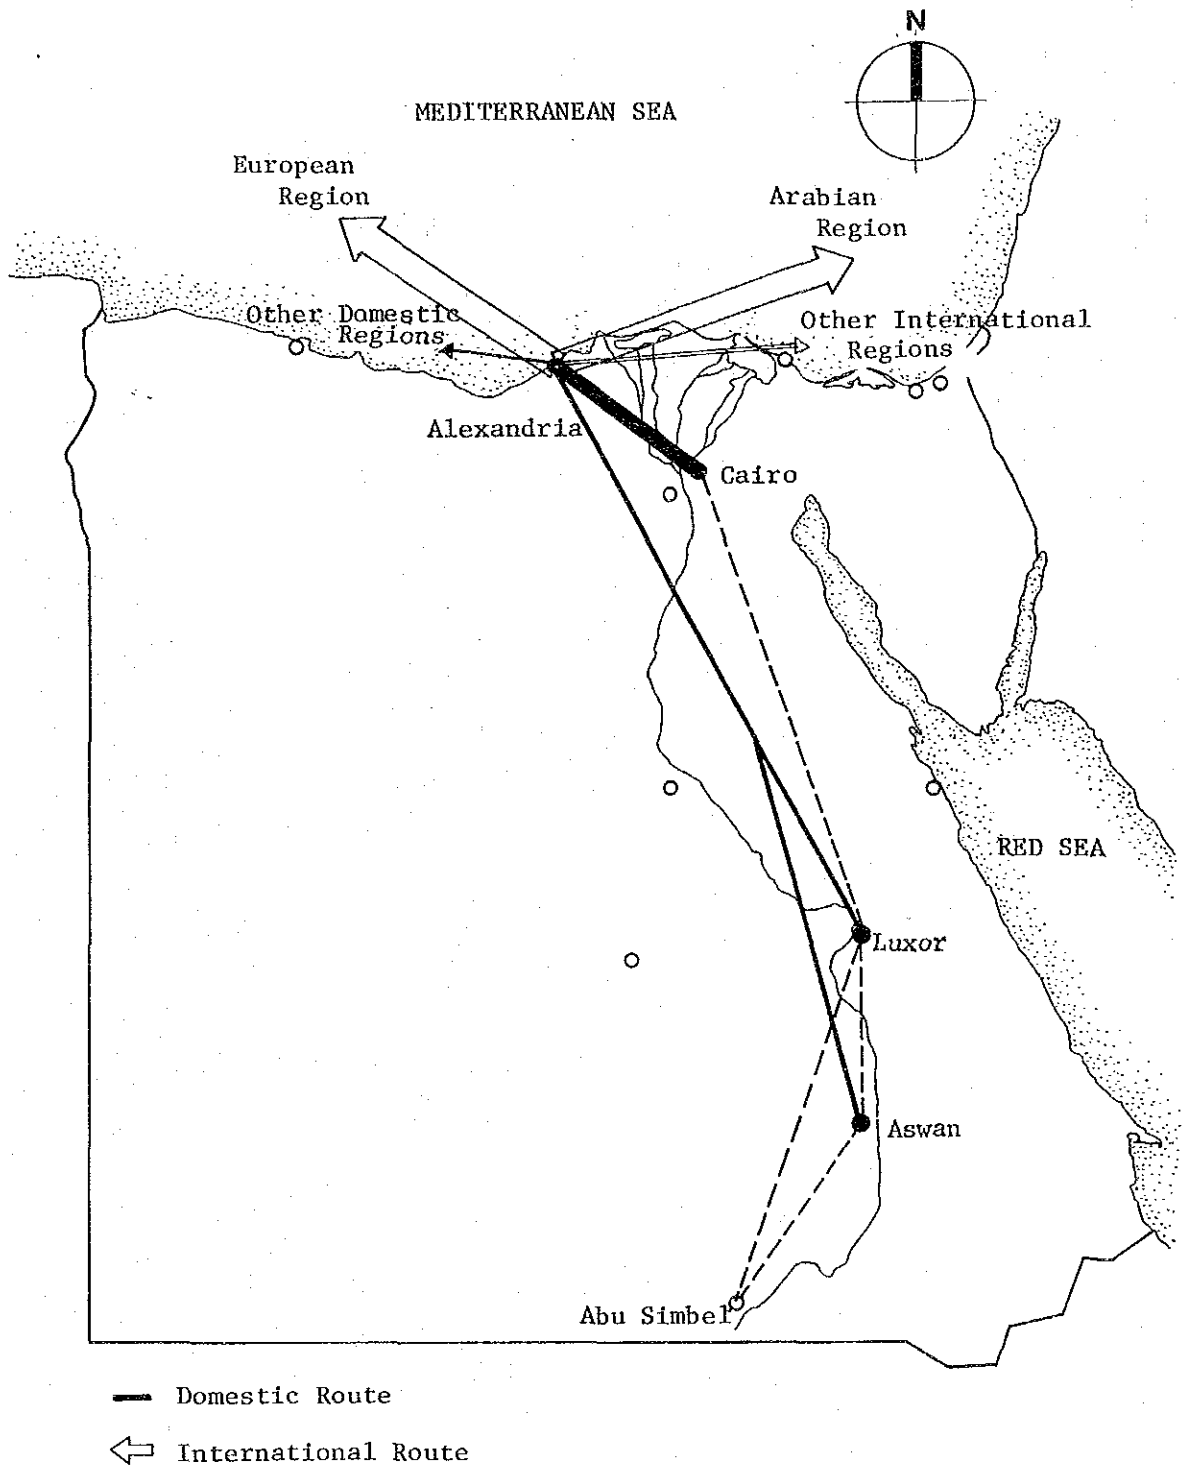 N
MEDITERRANEAN SEA
European
Region
Arabian
Region
Other Domestic
Regions
Other International
Regions
Alexandria
Cairo
RED SEA
Luxor
Aswan
Abu Simbel
Domestic Route
International Route